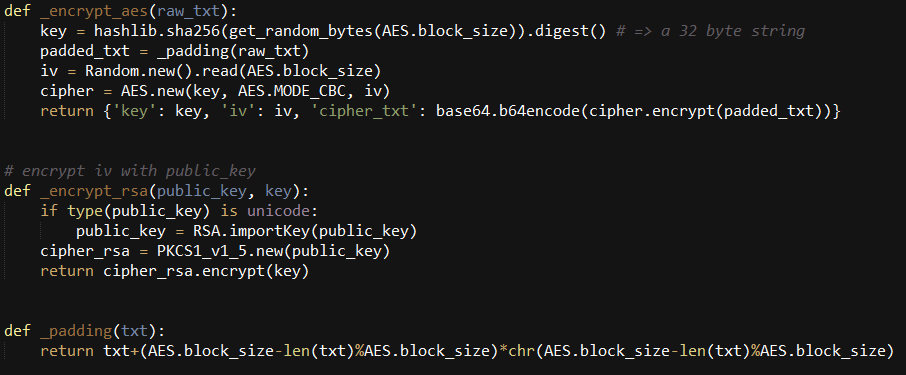 def _encrypt_aes(raw_txt):
    key = hashlib.sha256(get_random_bytes(AES.block_size)).digest() # => a 32 byte string
    padded_txt = _padding(raw_txt)
    iv = Random.new().read(AES.block_size)
    cipher = AES.new(key, AES.MODE_CBC, iv)
    return {'key': key, 'iv': iv, 'cipher_txt': base64.b64encode(cipher.encrypt(padded_txt))}
# encrypt iv with public_key
def _encrypt_rsa(public_key, key):
    if type(public_key) is unicode:
        public_key = RSA.importKey(public_key)
    cipher_rsa = PKCS1_v1_5.new(public_key)
    return cipher_rsa.encrypt(key)
def _padding(txt):
    return txt+(AES.block_size-len(txt)%AES.block_size)*chr(AES.block_size-len(txt)%AES.block_size)